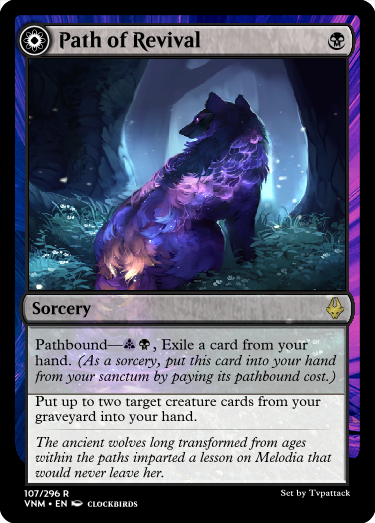 Path of Revival
Sorcery
Pathbound—, Exile a card from your
hand. (As a sorcery, put this card into your hand
from your sanctum by paying its pathbound cost.)
Put up to two target creature cards from your
graveyard into your hand.
The ancient wolves long transformed from ages
within the paths imparted a lesson on Melodia that
would never leave her.
107/296 R
Set by Tvpattack
VNM • EN CLOCKBIRDS